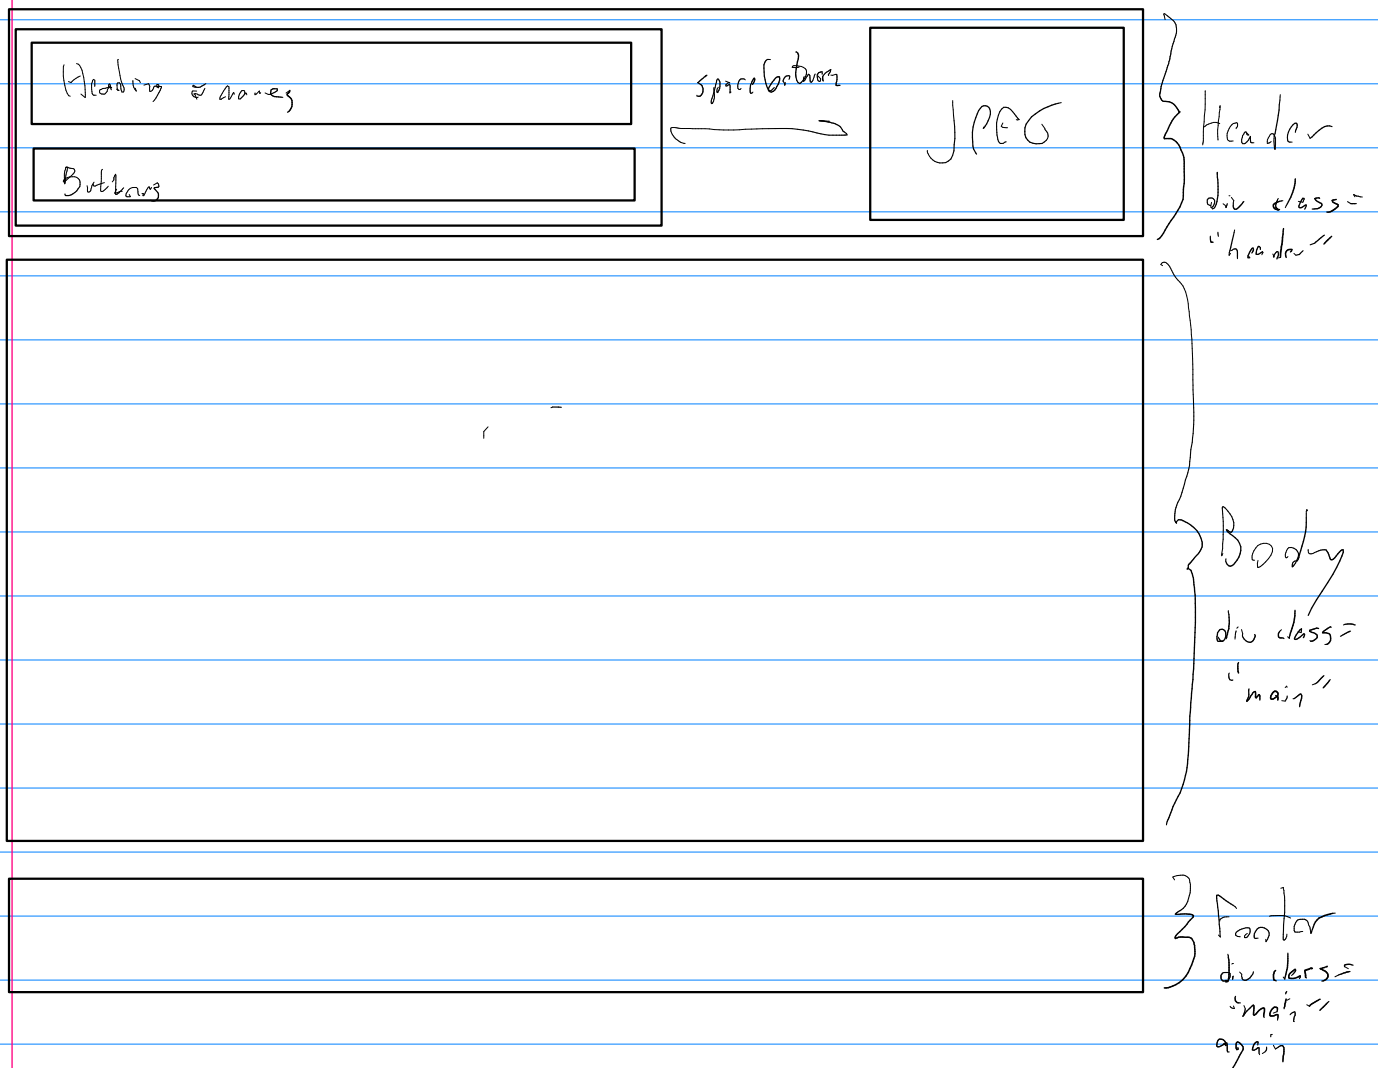 Heading & names
Buttons
space between
JPEG
Header
div class=
"header"
Body
div class=
"main"
Footer
div class=
"main"
again